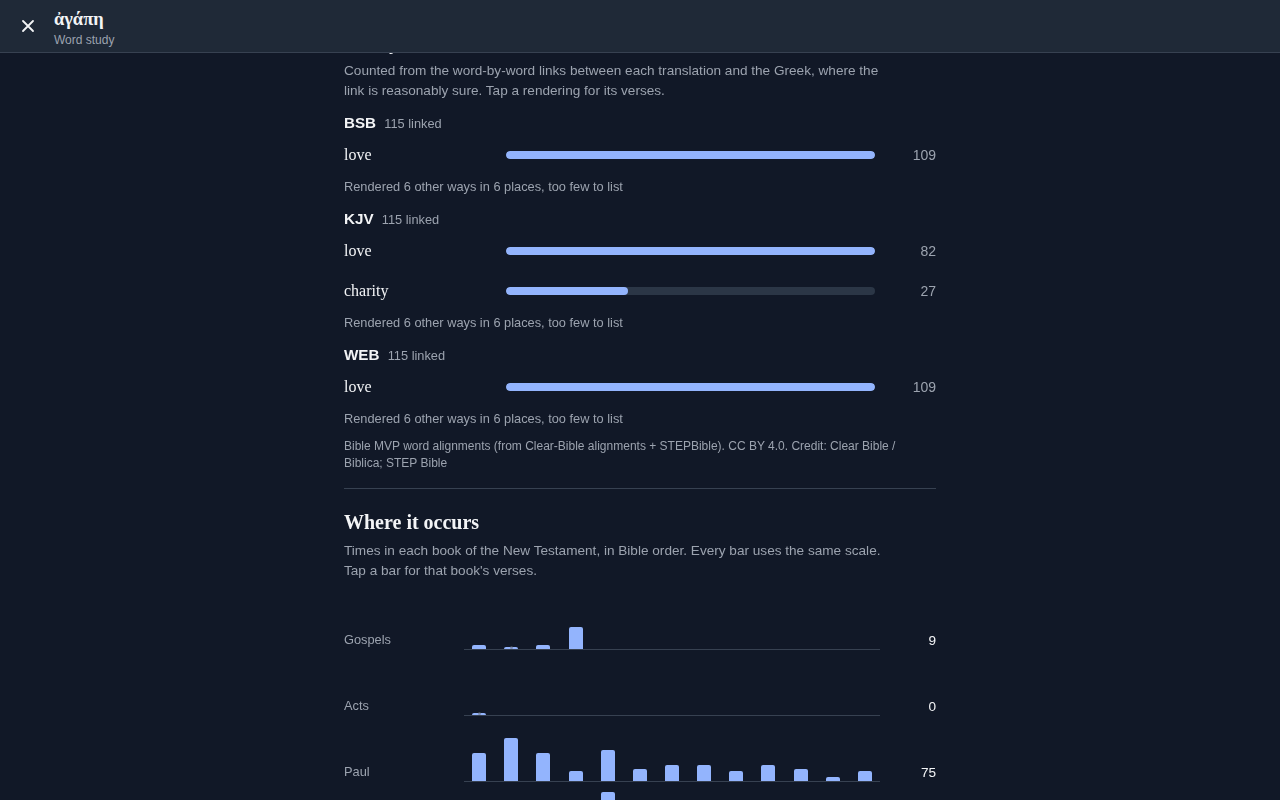 ἀγάπη
Word study
Counted from the word-by-word links between each translation and the Greek, where the
link is reasonably sure. Tap a rendering for its verses.
BSB 115 linked
love 109
Rendered 6 other ways in 6 places, too few to list
KJV 115 linked
love 82
charity 27
Rendered 6 other ways in 6 places, too few to list
WEB 115 linked
love 109
Rendered 6 other ways in 6 places, too few to list
Bible MVP word alignments (from Clear-Bible alignments + STEPBible). CC BY 4.0. Credit: Clear Bible /
Biblica; STEP Bible
Where it occurs
Times in each book of the New Testament, in Bible order. Every bar uses the same scale.
Tap a bar for that book's verses.
Gospels 9
Acts 0
Paul 75